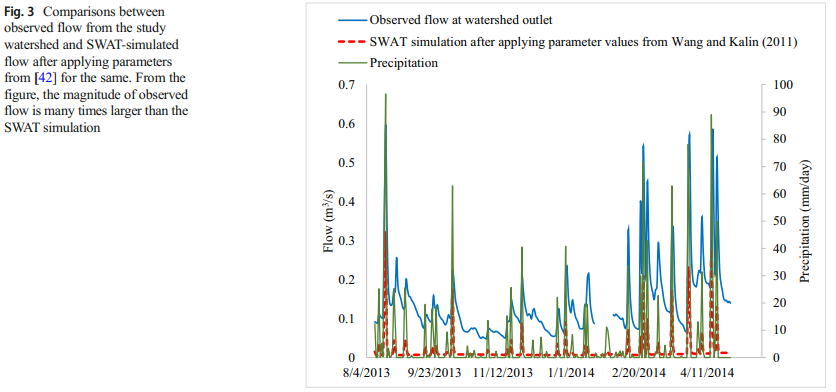 Fig. 3 Comparisons between
observed flow from the study
watershed and SWAT-simulated
flow after applying parameters
from [42] for the same. From the
figure, the magnitude of observed
flow is many times larger than the
SWAT simulation
Observed flow at watershed outlet
SWAT simulation after applying parameter values from Wang and Kalin (2011)
Precipitation
0.7
0.6
0.5
0.4
0.3
0.2
0.1
0
Flow (m³/s)
100
90
80
70
60
50
40
30
20
10
0
Precipitation (mm/day)
8/4/2013 9/23/2013 11/12/2013 1/1/2014 2/20/2014 4/11/2014